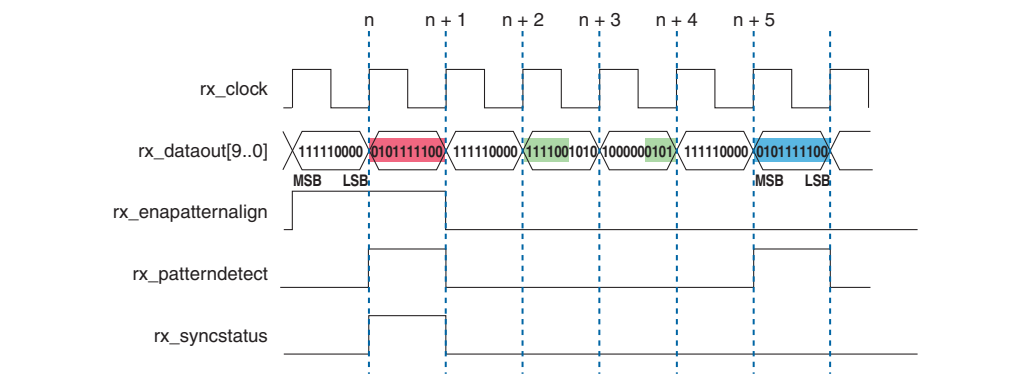 n n + 1 n + 2 n + 3 n + 4 n + 5
rx_clock
rx_dataout[9..0] 111110000 0101111100 111110000 1111001010 1000000101 111110000 0101111100
MSB LSB MSB LSB
rx_enapatternalign
rx_patterndetect
rx_syncstatus